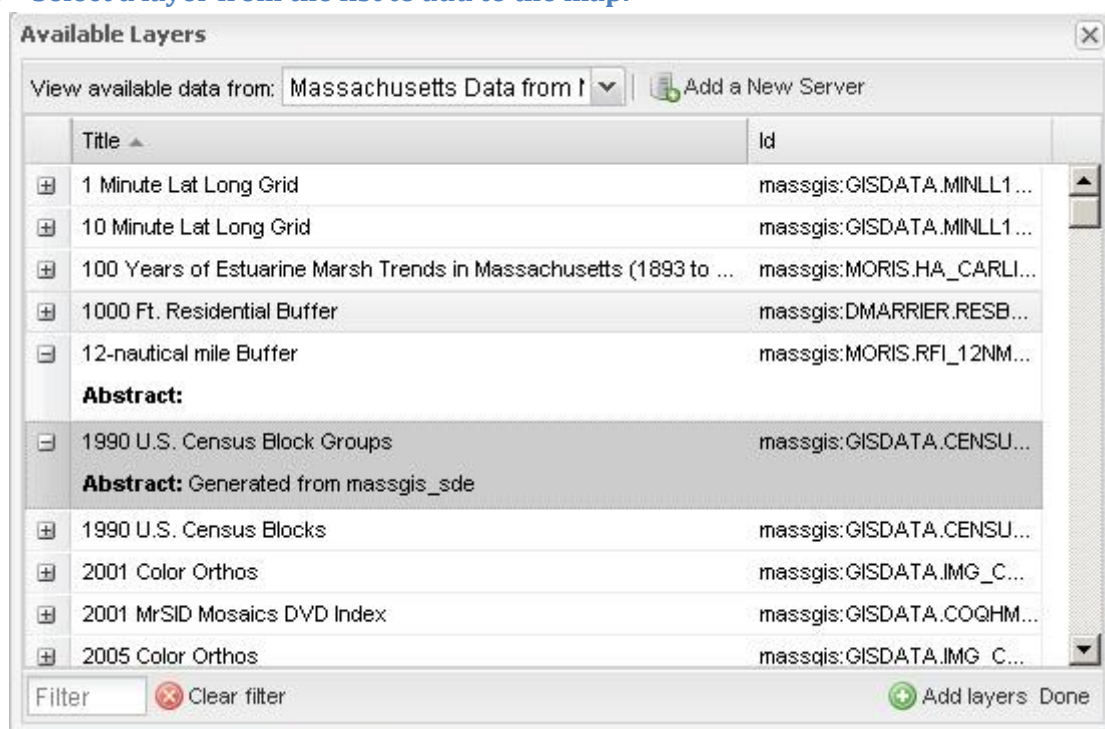 Select a layer from the list to add to the map.
Available Layers
View available data from: Massachusetts Data from Add a New Server
Title Id
1 Minute Lat Long Grid massgis:GISDATA.MINLL1...
10 Minute Lat Long Grid massgis:GISDATA.MINLL1...
100 Years of Estuarine Marsh Trends in Massachusetts (1893 to ... massgis:MORIS.HA_CARLI...
1000 Ft. Residential Buffer massgis:DMARRIER.RESB...
12-nautical mile Buffer massgis:MORIS.RFI_12NM...
Abstract:
1990 U.S. Census Block Groups massgis:GISDATA.CENSU...
Abstract: Generated from massgis_sde
1990 U.S. Census Blocks massgis:GISDATA.CENSU...
2001 Color Orthos massgis:GISDATA.IMG_C...
2001 MrSID Mosaics DVD Index massgis:GISDATA.COQHM...
2005 Color Orthos massgis:GISDATA.IMG_C...
Filter Clear filter Add layers Done